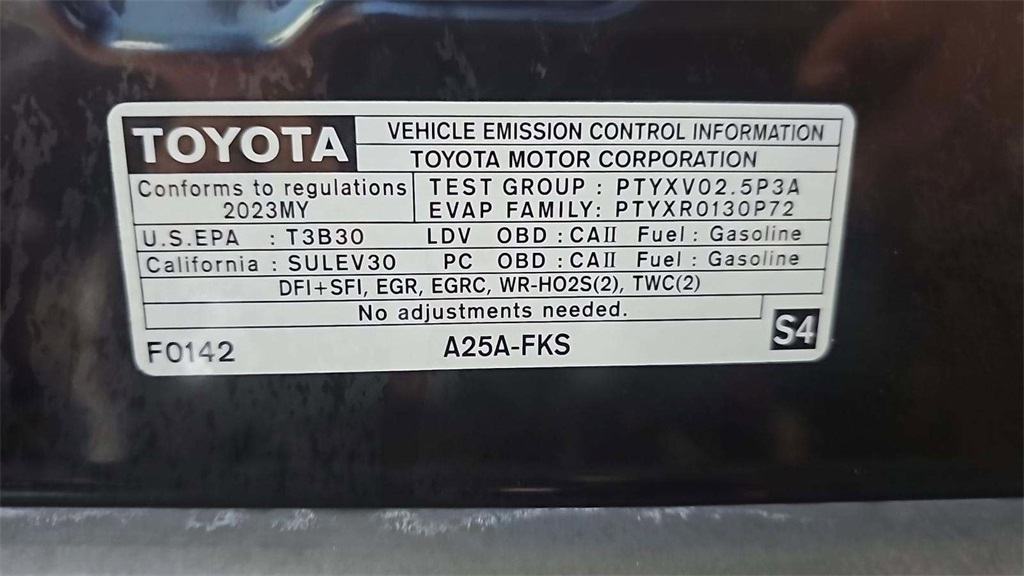 TOYOTA VEHICLE EMISSION CONTROL INFORMATION
TOYOTA MOTOR CORPORATION
Conforms to regulations TEST GROUP : PTYXV02.5P3A
2023MY EVAP FAMILY: PTYXR0130P72
U.S.EPA : T3B30 LDV OBD : CAII Fuel : Gasoline
California : SULEV30 PC OBD : CAII Fuel : Gasoline
DFI+SFI, EGR, EGRC, WR-HO2S(2), TWC(2)
No adjustments needed.
F0142 A25A-FKS S4